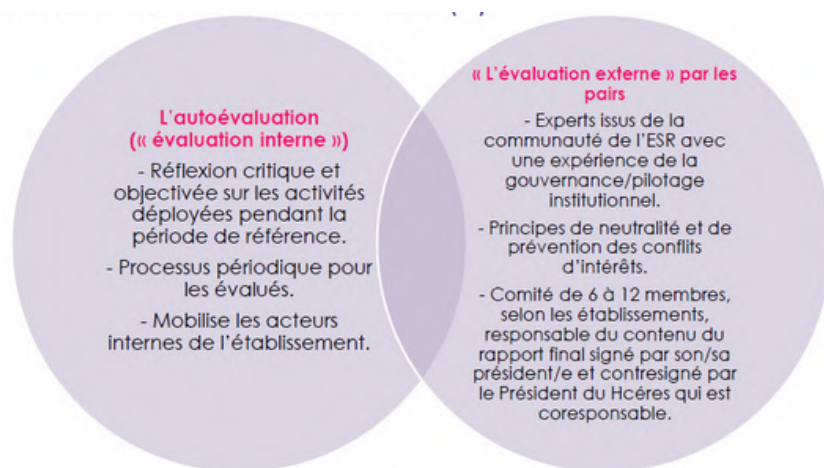 L'autoévaluation
(« évaluation interne »)
- Réflexion critique et
objectivée sur les activités
déployées pendant la
période de référence.
- Processus périodique pour
les évalués.
- Mobilise les acteurs
internes de l'établissement.
« L'évaluation externe » par les
pairs
- Experts issus de la
communauté de l'ESR avec
une expérience de la
gouvernance/pilotage
institutionnel.
- Principes de neutralité et de
prévention des conflits
d'intérêts.
- Comité de 6 à 12 membres,
selon les établissements,
responsable du contenu du
rapport final signé par son/sa
président/e et contresigné par
le Président du Hcéres qui est
coresponsable.